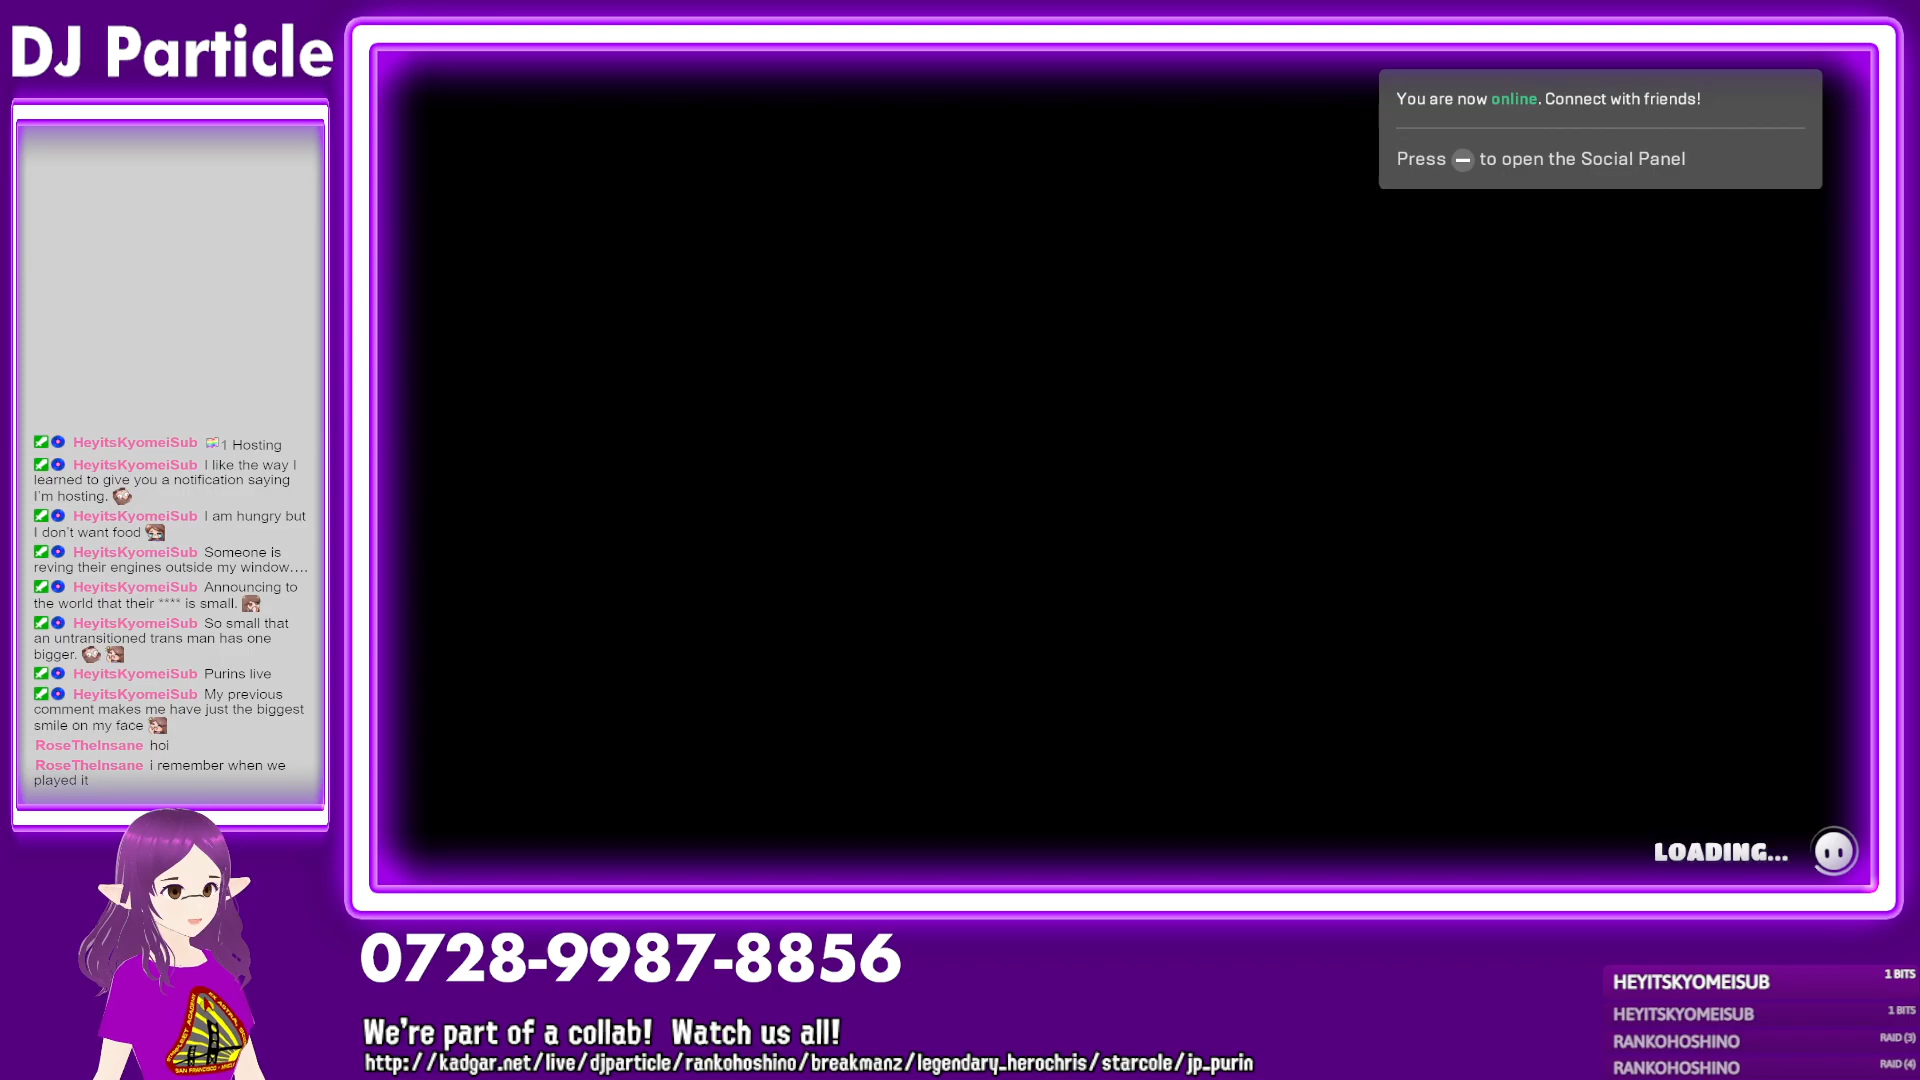 DJ Particle
You are now online. Connect with friends!
Press to open the Social Panel
HeyitsKyomeiSub 1 Hosting
HeyitsKyomeiSub I like the way I
learned to give you a notification saying
I'm hosting.
HeyitsKyomeiSub I am hungry but
I don't want food
HeyitsKyomeiSub Someone is
reving their engines outside my window….
HeyitsKyomeiSub Announcing to
the world that their **** is small.
HeyitsKyomeiSub So small that
an untransitioned trans man has one
bigger.
HeyitsKyomeiSub Purins live
HeyitsKyomeiSub My previous
comment makes me have just the biggest
smile on my face
RoseTheInsane hoi
RoseTheInsane i remember when we
played it
LOADING...
0728-9987-8856
We're part of a collab! Watch us all!
http://kadgar.net/live/djparticle/rankohoshino/breakmanz/legendary_herochris/starcole/jp_purin
HEYITSKYOMEISUB 1 BITS
HEYITSKYOMEISUB 1 BITS
RANKOHOSHINO RAID (3)
RANKOHOSHINO RAID (4)
SAN FRANCISCO